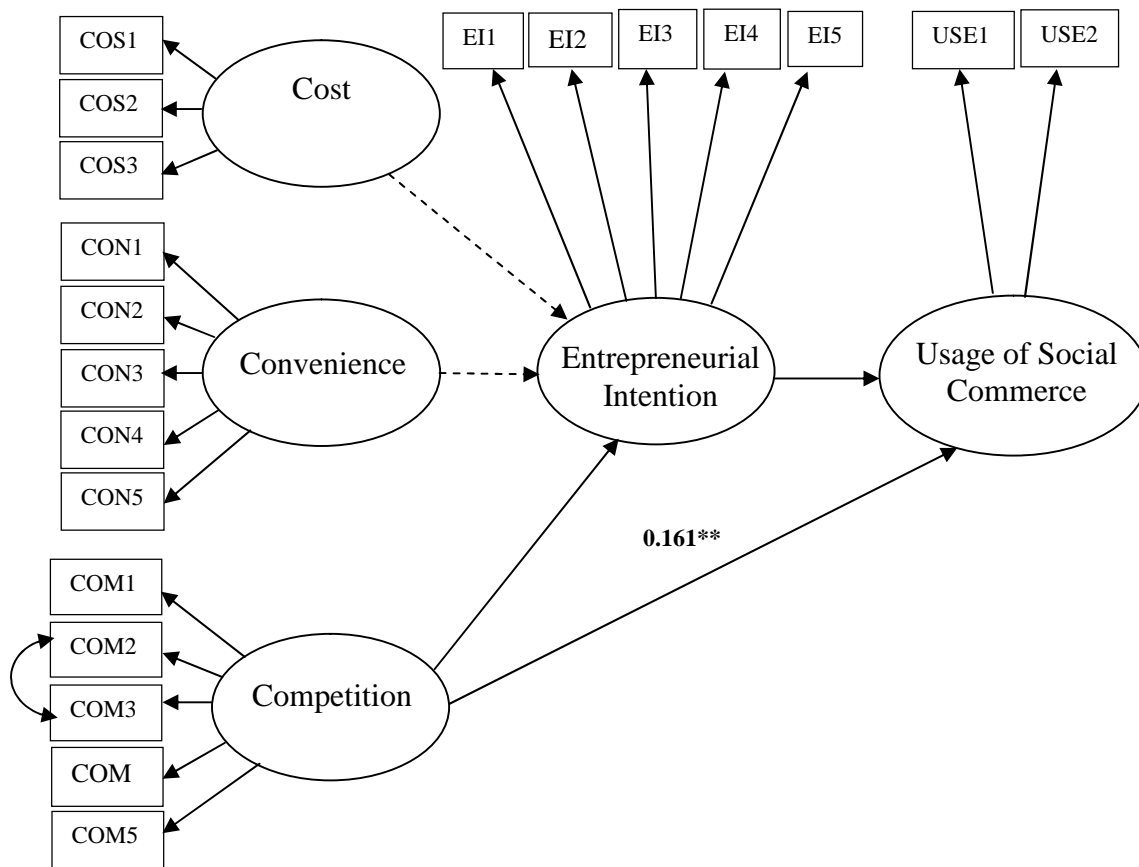 COS1
COS2
COS3
Cost
EI1
EI2
EI3
EI4
EI5
USE1
USE2
CON1
CON2
CON3
CON4
CON5
Convenience
Entrepreneurial
Intention
Usage of Social
Commerce
0.161**
COM1
COM2
COM3
COM
COM5
Competition